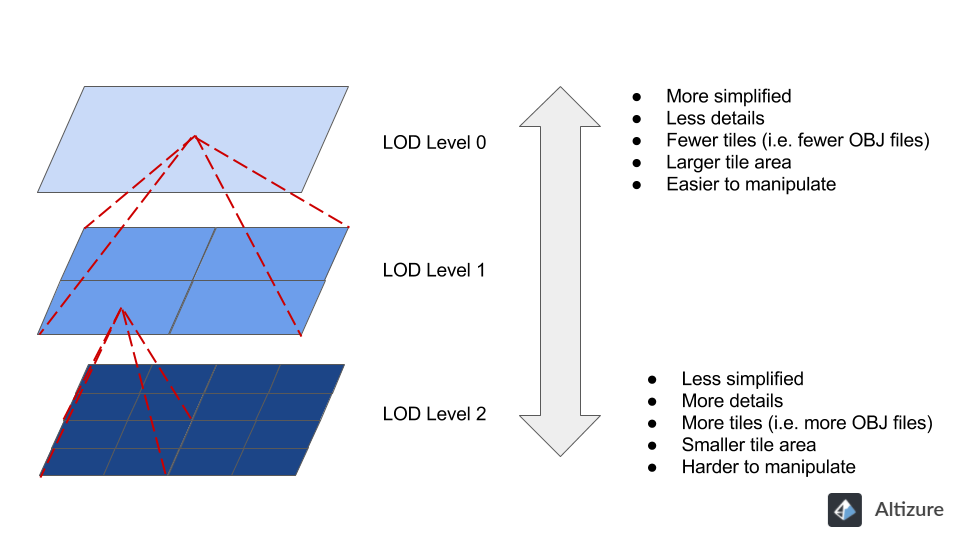 LOD Level 0
● More simplified
● Less details
● Fewer tiles (i.e. fewer OBJ files)
● Larger tile area
● Easier to manipulate
LOD Level 1
LOD Level 2
● Less simplified
● More details
● More tiles (i.e. more OBJ files)
● Smaller tile area
● Harder to manipulate
Altizure